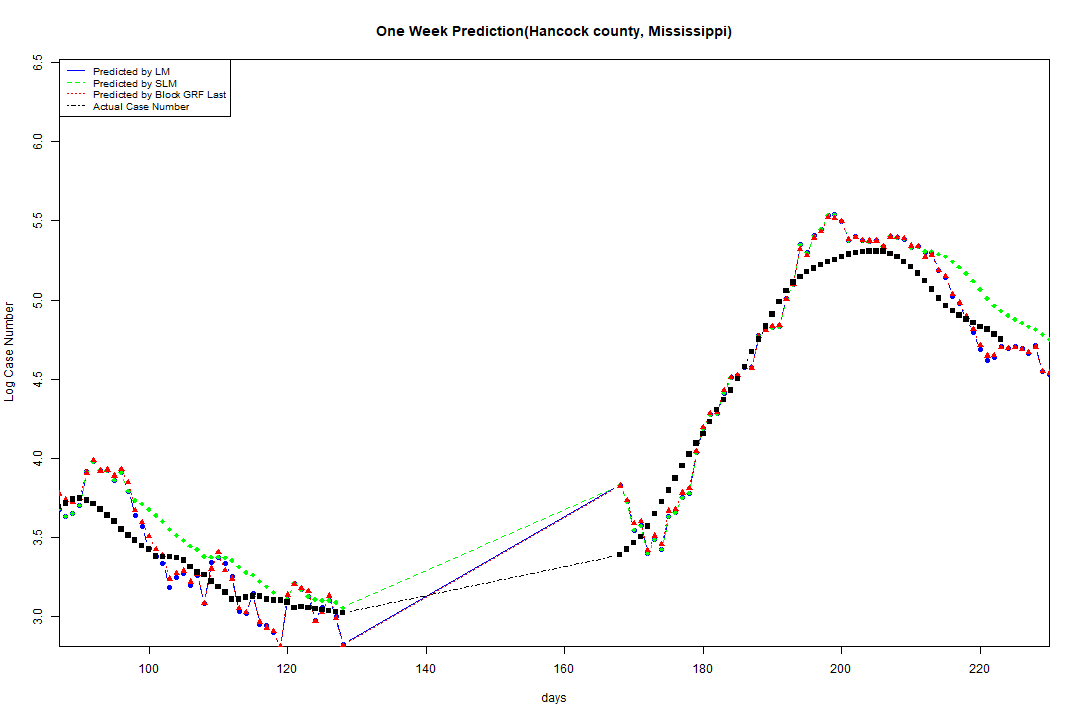 One Week Prediction(Hancock county, Mississippi)
Predicted by LM
Predicted by SLM
Predicted by Block GRF Last
Actual Case Number
6.5
6.0
5.5
5.0
4.5
4.0
3.5
3.0
Log Case Number
100 120 140 160 180 200 220
days